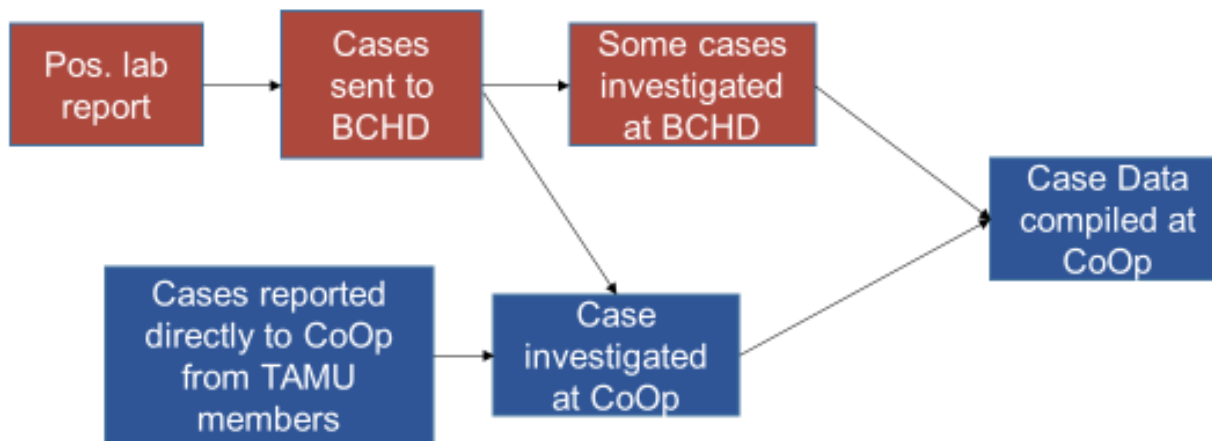 Pos. lab
report
Cases
sent to
BCHD
Some cases
investigated
at BCHD
Case Data
compiled at
CoOp
Cases reported
directly to CoOp
from TAMU
members
Case
investigated
at CoOp